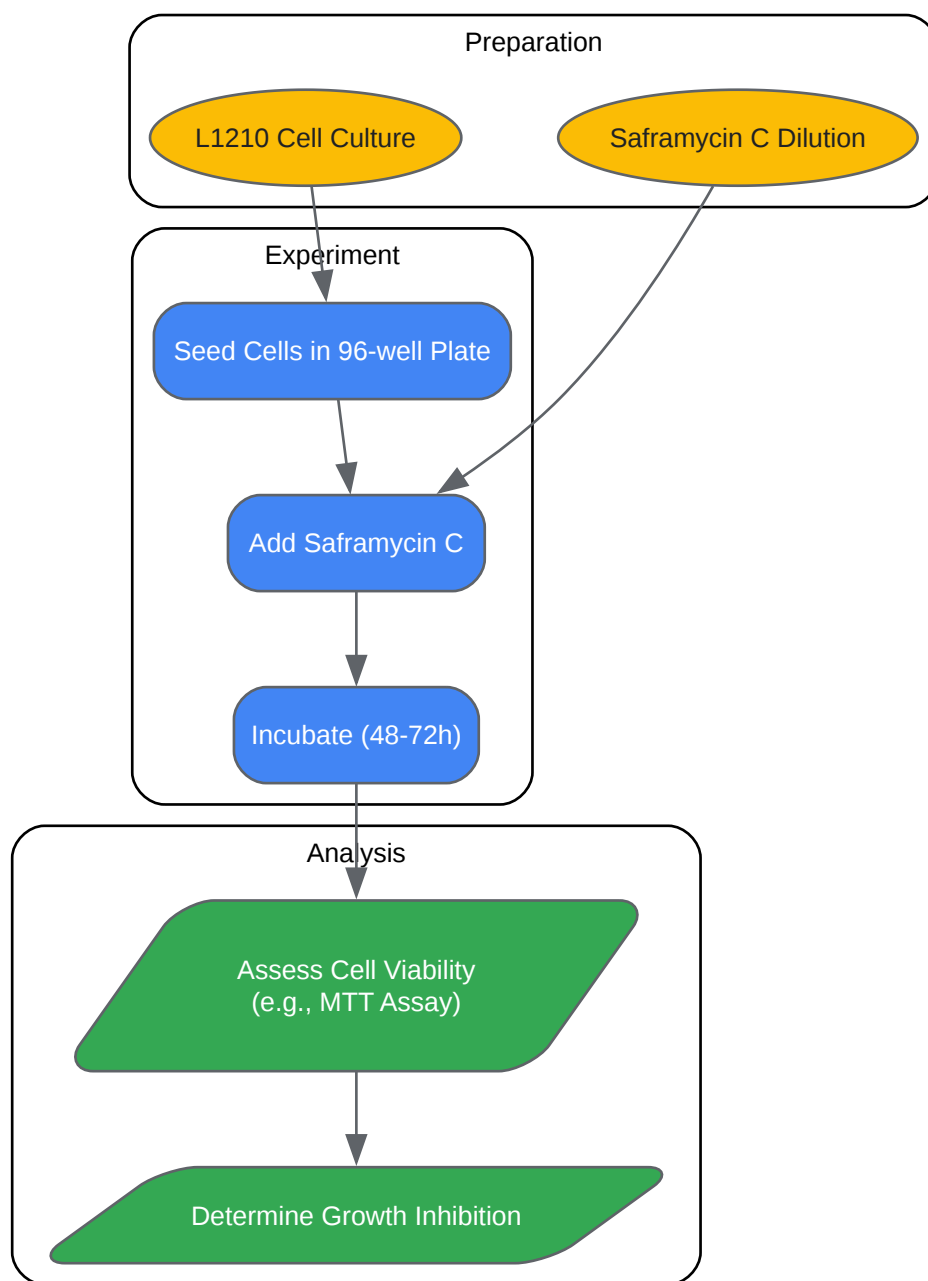 Preparation
L1210 Cell Culture
Saframycin C Dilution
Experiment
Seed Cells in 96-well Plate
Add Saframycin C
Incubate (48-72h)
Analysis
Assess Cell Viability
(e.g., MTT Assay)
Determine Growth Inhibition